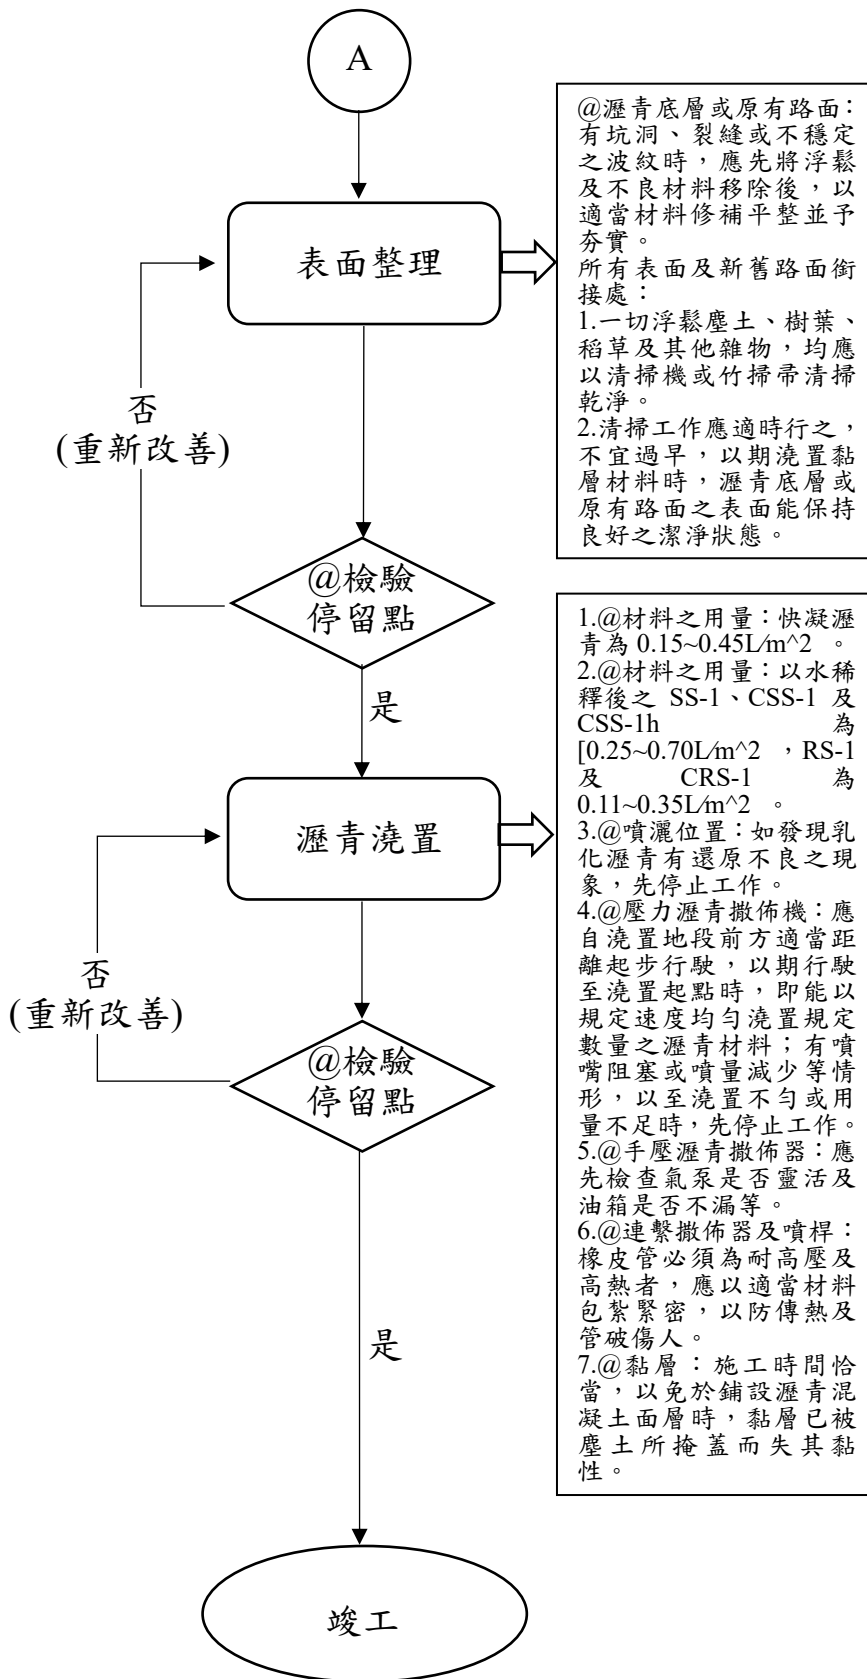 A
表面整理
@瀝青底層或原有路面：
有坑洞、裂縫或不穩定
之波紋時，應先將浮鬆
及不良材料移除後，以
適當材料修補平整並予
夯實。
所有表面及新舊路面銜
接處：
1.一切浮鬆塵土、樹葉、
稻草及其他雜物，均應
以清掃機或竹掃帚清掃
乾淨。
2.清掃工作應適時行之，
不宜過早，以期澆置黏
層材料時，瀝青底層或
原有路面之表面能保持
良好之潔淨狀態。
否
(重新改善)
@檢驗
停留點
是
瀝青澆置
1.@材料之用量：快凝瀝
青為 0.15~0.45L/m^2 。
2.@材料之用量：以水稀
釋後之 SS-1、CSS-1 及
CSS-1h 為
[0.25~0.70L/m^2 ，RS-1
及 CRS-1 為
0.11~0.35L/m^2 。
3.@噴灑位置：如發現乳
化瀝青有還原不良之現
象，先停止工作。
4.@壓力瀝青撒佈機：應
自澆置地段前方適當距
離起步行駛，以期行駛
至澆置起點時，即能以
規定速度均勻澆置規定
數量之瀝青材料；有噴
嘴阻塞或噴量減少等情
形，以至澆置不勻或用
量不足時，先停止工作。
5.@手壓瀝青撒佈器：應
先檢查氣泵是否靈活及
油箱是否不漏等。
6.@連繫撒佈器及噴桿：
橡皮管必須為耐高壓及
高熱者，應以適當材料
包紮緊密，以防傳熱及
管破傷人。
7.@黏層：施工時間恰
當，以免於鋪設瀝青混
凝土面層時，黏層已被
塵土所掩蓋而失其黏
性。
否
(重新改善)
@檢驗
停留點
是
竣工